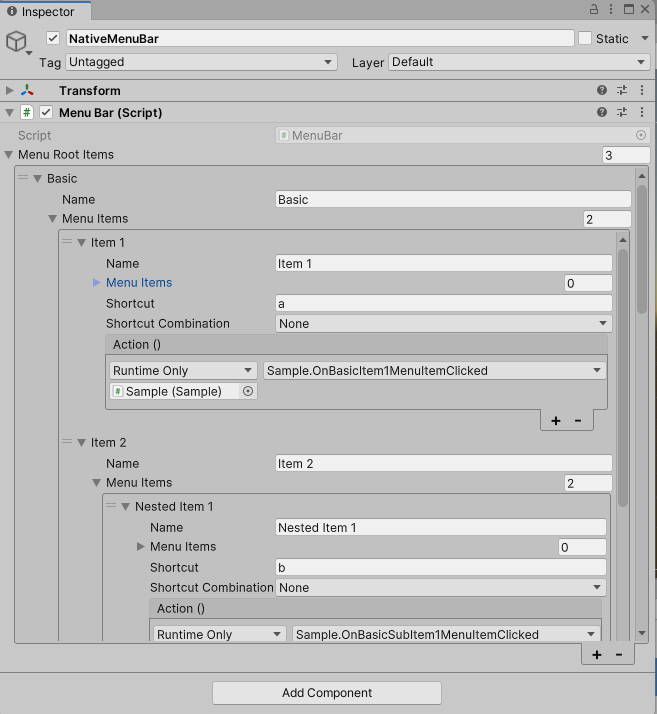 Inspector
NativeMenuBar Static
Tag Untagged Layer Default
Transform
# Menu Bar (Script)
Script # MenuBar
Menu Root Items 3
Basic
Name Basic
Menu Items 2
Item 1
Name Item 1
Menu Items 0
Shortcut a
Shortcut Combination None
Action ()
Runtime Only Sample.OnBasicItem1MenuItemClicked
# Sample (Sample)
+ -
Item 2
Name Item 2
Menu Items 2
Nested Item 1
Name Nested Item 1
Menu Items 0
Shortcut b
Shortcut Combination None
Action ()
Runtime Only Sample.OnBasicSubItem1MenuItemClicked
+ -
Add Component